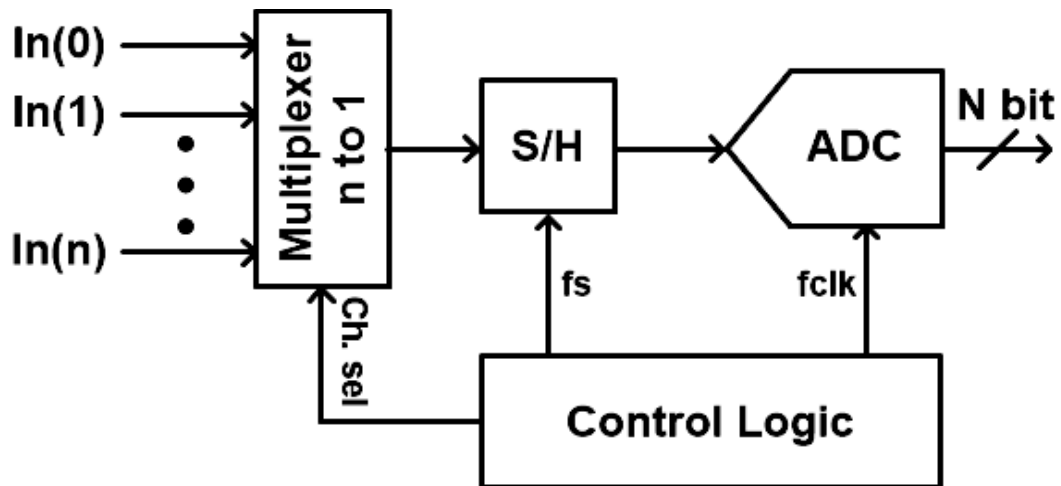 In(0)
In(1)
In(n)
Multiplexer
n to 1
S/H
ADC
N bit
Ch. sel
fs
fclk
Control Logic